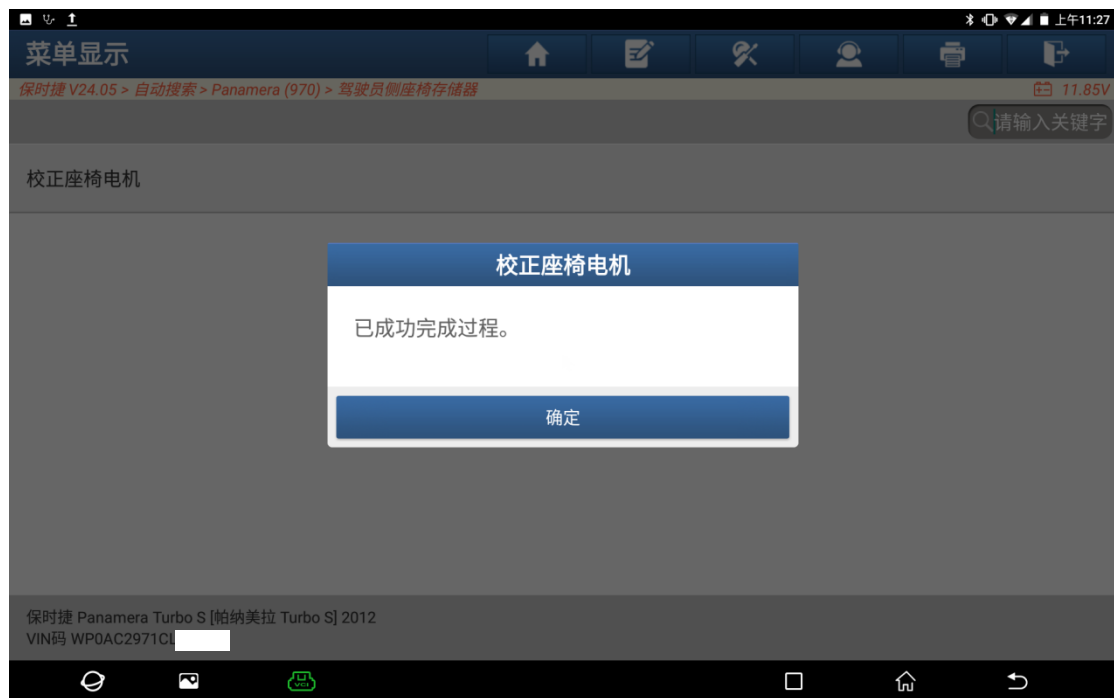 上午11:27
菜单显示
保时捷 V24.05 > 自动搜索 > Panamera (970) > 驾驶员侧座椅存储器
11.85V
请输入关键字
校正座椅电机
校正座椅电机
已成功完成过程。
确定
保时捷 Panamera Turbo S [帕纳美拉 Turbo S] 2012
VIN码 WP0AC2971CL
VCI